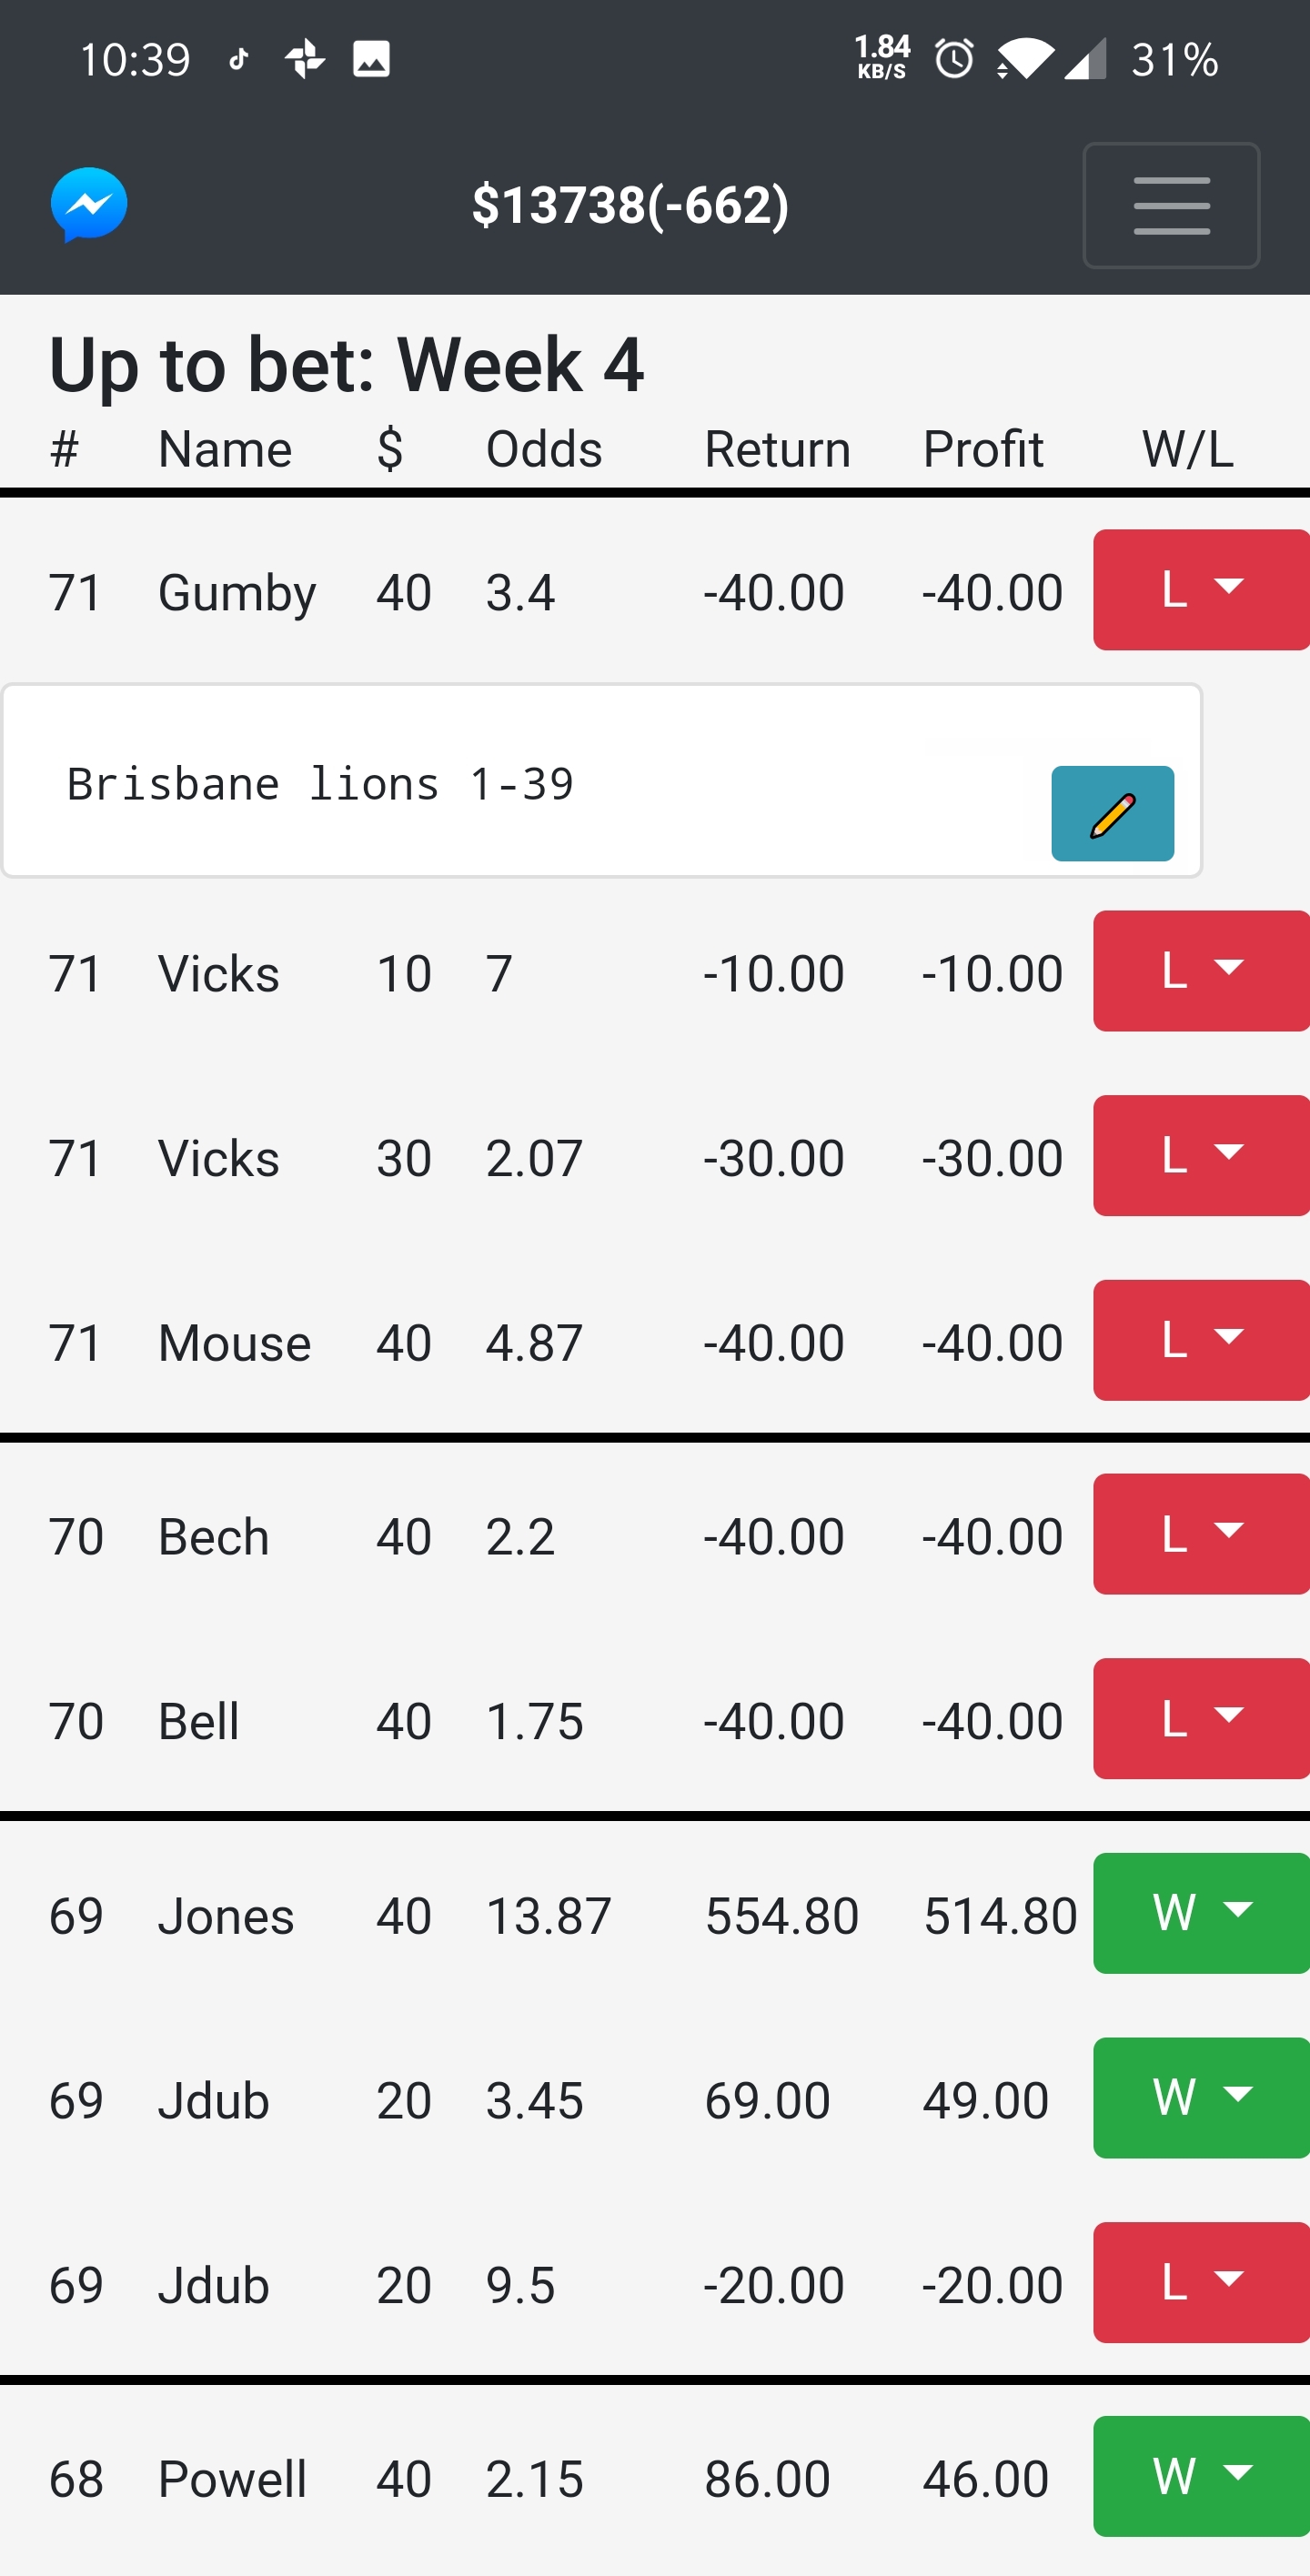 10:39 1.84 KB/S 31%
$13738(-662)
Up to bet: Week 4
# Name $ Odds Return Profit W/L
71 Gumby 40 3.4 -40.00 -40.00 L
Brisbane lions 1-39
71 Vicks 10 7 -10.00 -10.00 L
71 Vicks 30 2.07 -30.00 -30.00 L
71 Mouse 40 4.87 -40.00 -40.00 L
70 Bech 40 2.2 -40.00 -40.00 L
70 Bell 40 1.75 -40.00 -40.00 L
69 Jones 40 13.87 554.80 514.80 W
69 Jdub 20 3.45 69.00 49.00 W
69 Jdub 20 9.5 -20.00 -20.00 L
68 Powell 40 2.15 86.00 46.00 W